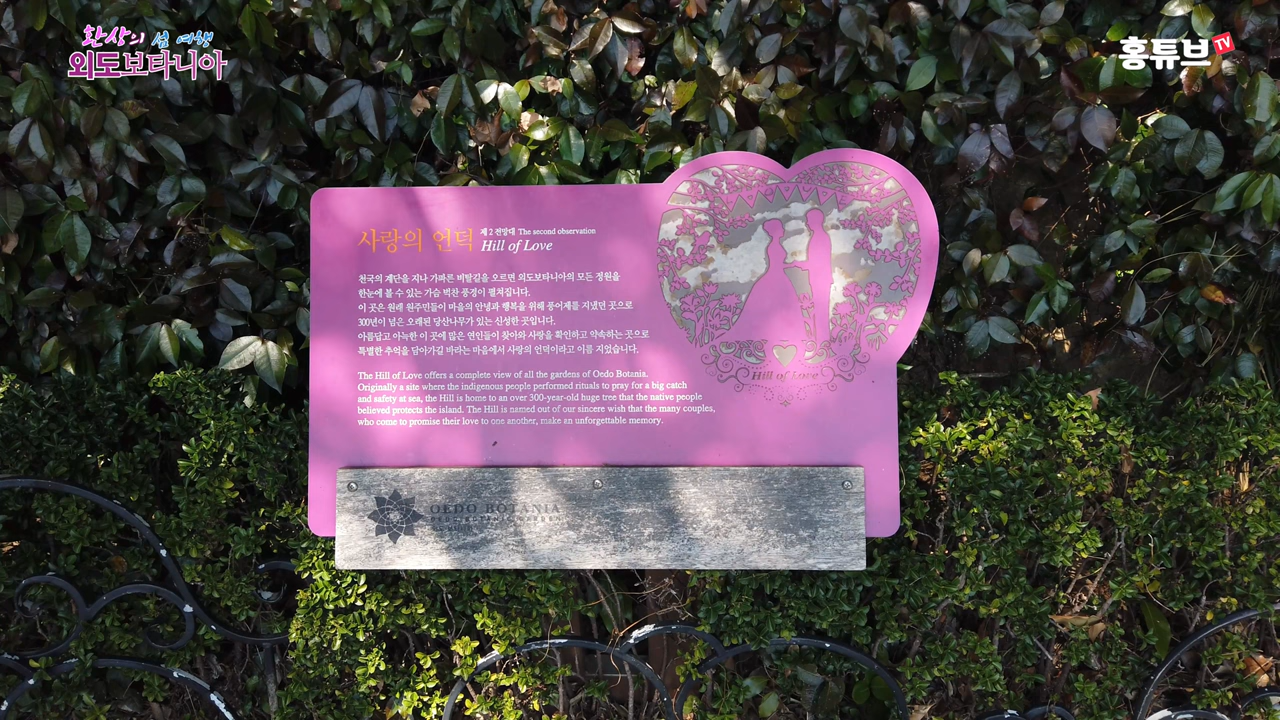 환상의 섬 여행
외도보타니아
홍튜브TV
사랑의 언덕 제2전망대 The second observation
Hill of Love
천국의 계단을 지나 가파른 비탈길을 오르면 외도보타니아의 모든 정원을
한눈에 볼 수 있는 가슴 벅찬 풍경이 펼쳐집니다.
이 곳은 원래 원주민들이 마을의 안녕과 행복을 위해 풍어제를 지냈던 곳으로
300년이 넘은 오래된 당산나무가 있는 신성한 곳입니다.
아름답고 아늑한 이 곳에 많은 연인들이 찾아와 사랑을 확인하고 약속하는 곳으로
특별한 추억을 담아가길 바라는 마음에서 사랑의 언덕이라고 이름 지었습니다.
The Hill of Love offers a complete view of all the gardens of Oedo Botania.
Originally a site where the indigenous people performed rituals to pray for a big catch
and safety at sea, the Hill is home to an over 300-year-old huge tree that the native people
believed protects the island. The Hill is named out of our sincere wish that the many couples,
who come to promise their love to one another, make an unforgettable memory.
Hill of Love
OEDO BOTANIA
OEDO BOTANIC GARDEN